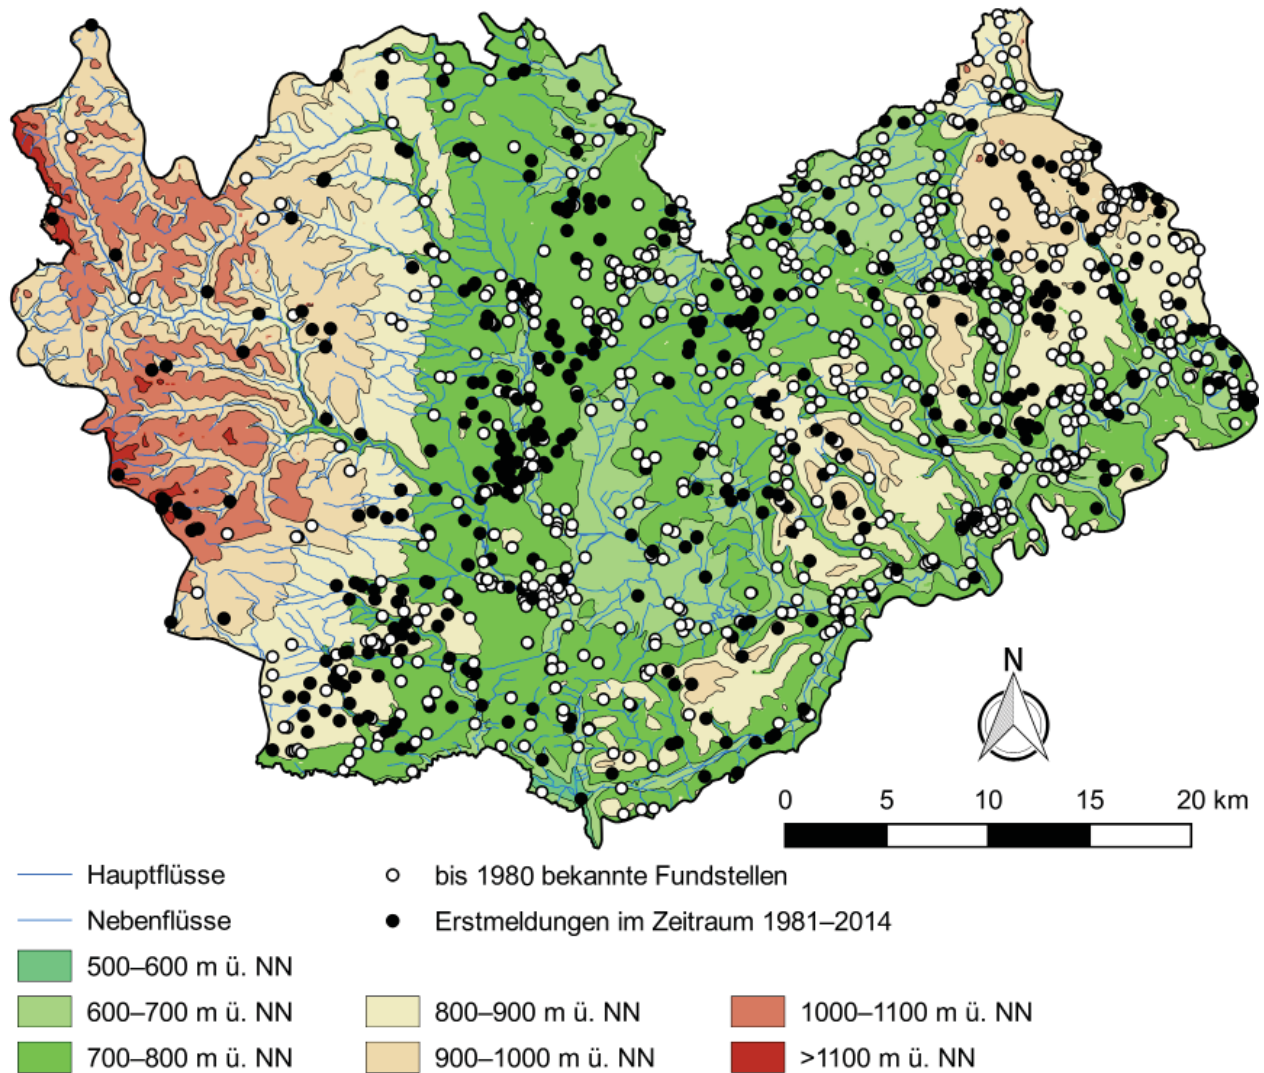 N
0 5 10 15 20 km
Hauptflüsse
bis 1980 bekannte Fundstellen
Nebenflüsse
Erstmeldungen im Zeitraum 1981–2014
500–600 m ü. NN
600–700 m ü. NN
800–900 m ü. NN
1000–1100 m ü. NN
700–800 m ü. NN
900–1000 m ü. NN
>1100 m ü. NN